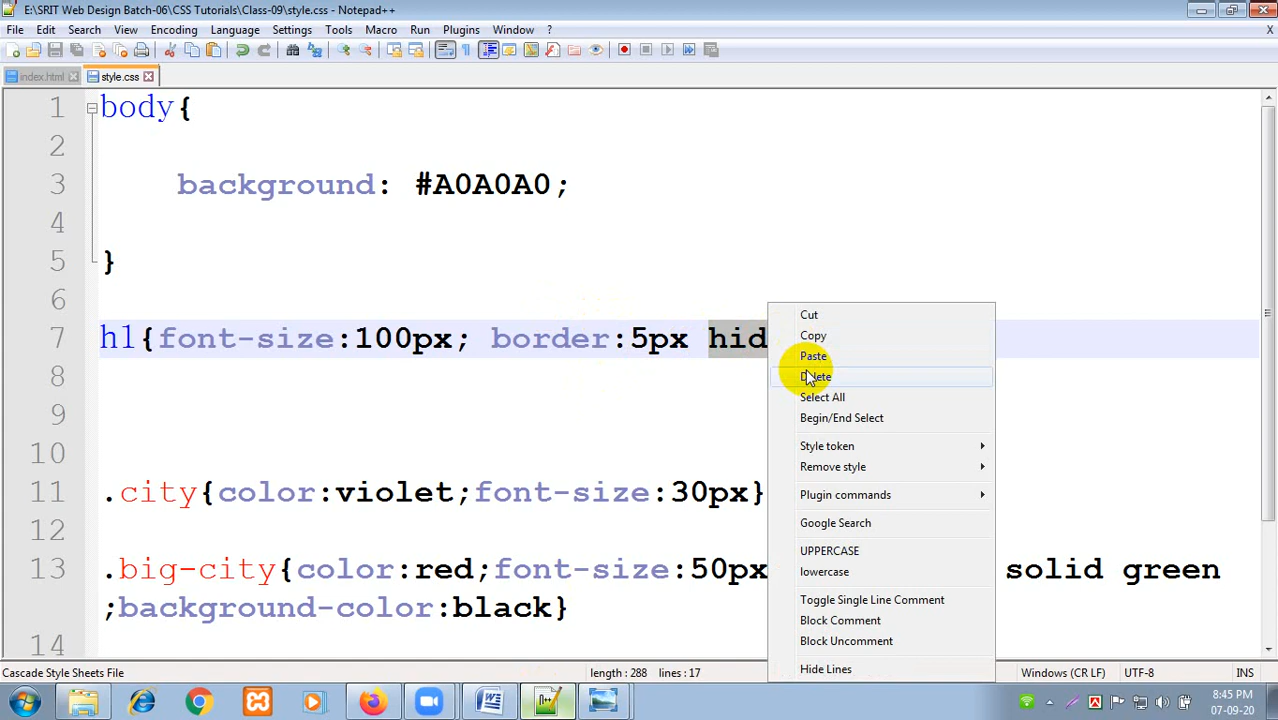 E:\SRIT Web Design Batch-06\CSS Tutorials\Class-09\style.css - Notepad++
File Edit Search View Encoding Language Settings Tools Macro Run Plugins Window ? X
index.html style.css
1 body{
2
3 background: #A0A0A0;
4
5 }
6
7 h1{font-size:100px; border:5px hid
8
10
11 .city{color:violet;font-size:30px}
12
13 .big-city{color:red;font-size:50px solid green
;background-color:black}
14
Cut
Copy
Paste
Delete
Select All
Begin/End Select
Style token
Remove style
Plugin commands
Google Search
UPPERCASE
lowercase
Toggle Single Line Comment
Block Comment
Block Uncomment
Hide Lines
Cascade Style Sheets File length : 288 lines : 17 Windows (CR LF) UTF-8 INS
8:45 PM
07-09-20